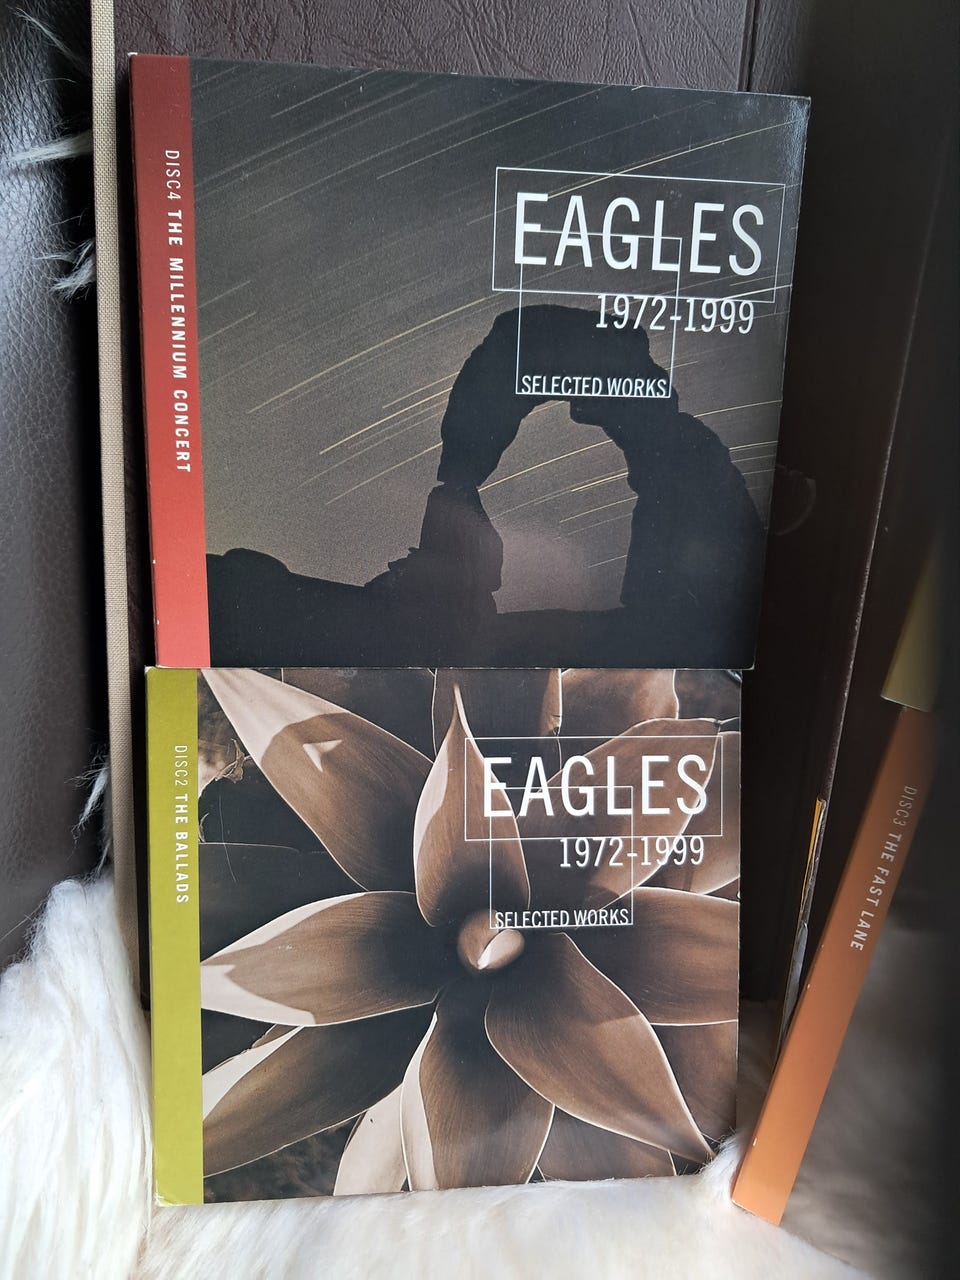 DISC4 THE MILLENNIUM CONCERT
EAGLES
1972-1999
SELECTED WORKS
DISC2 THE BALLADS
EAGLES
1972-1999
SELECTED WORKS
DISC3 THE FAST LANE